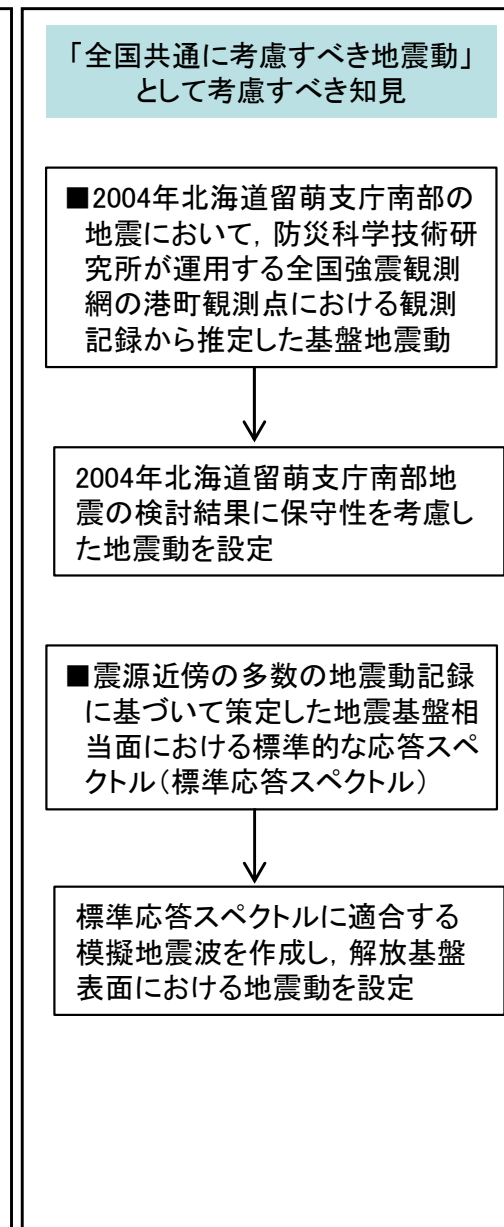 「全国共通に考慮すべき地震動」
として考慮すべき知見
■2004年北海道留萌支庁南部の
地震において，防災科学技術研
究所が運用する全国強震観測
網の港町観測点における観測
記録から推定した基盤地震動
2004年北海道留萌支庁南部地
震の検討結果に保守性を考慮し
た地震動を設定
■震源近傍の多数の地震動記録
に基づいて策定した地震基盤相
当面における標準的な応答スペ
クトル（標準応答スペクトル）
標準応答スペクトルに適合する
模擬地震波を作成し，解放基盤
表面における地震動を設定